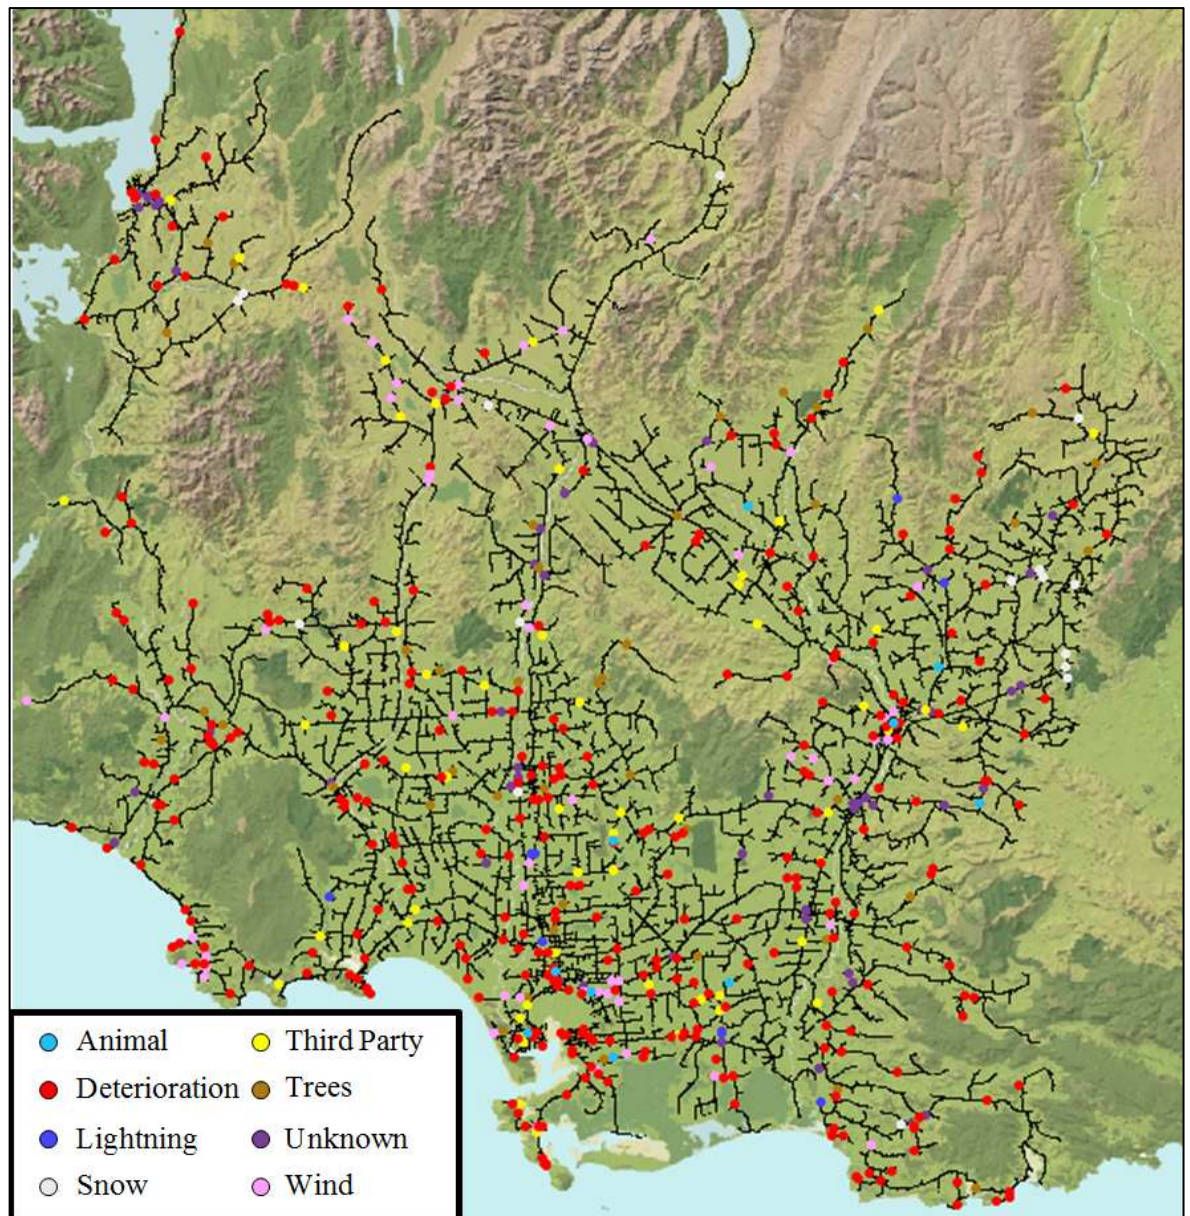 Animal
Third Party
Deterioration
Trees
Lightning
Unknown
Snow
Wind